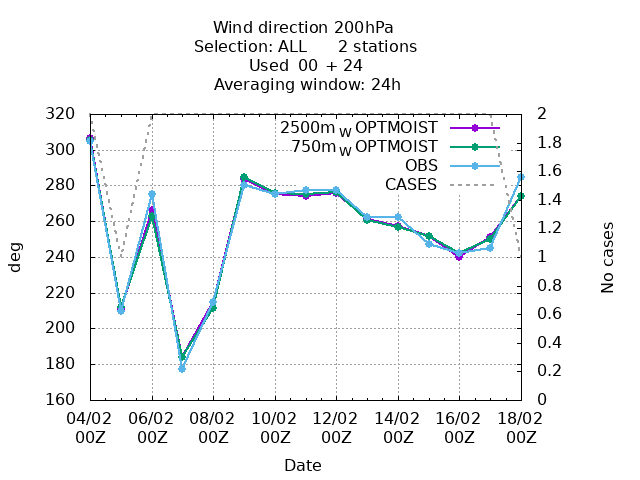 Wind direction 200hPa
Selection: ALL 2 stations
Used 00 + 24
Averaging window: 24h
320 2
300 1.8
280 1.6
260 1.4
240 1.2
220 1
200 0.8
180 0.6
160 0.4
0.2
0
2500m W OPTMOIST
750m W OPTMOIST
OBS
CASES
deg
No cases
04/02 06/02 08/02 10/02 12/02 14/02 16/02 18/02
00Z 00Z 00Z 00Z 00Z 00Z 00Z 00Z
Date